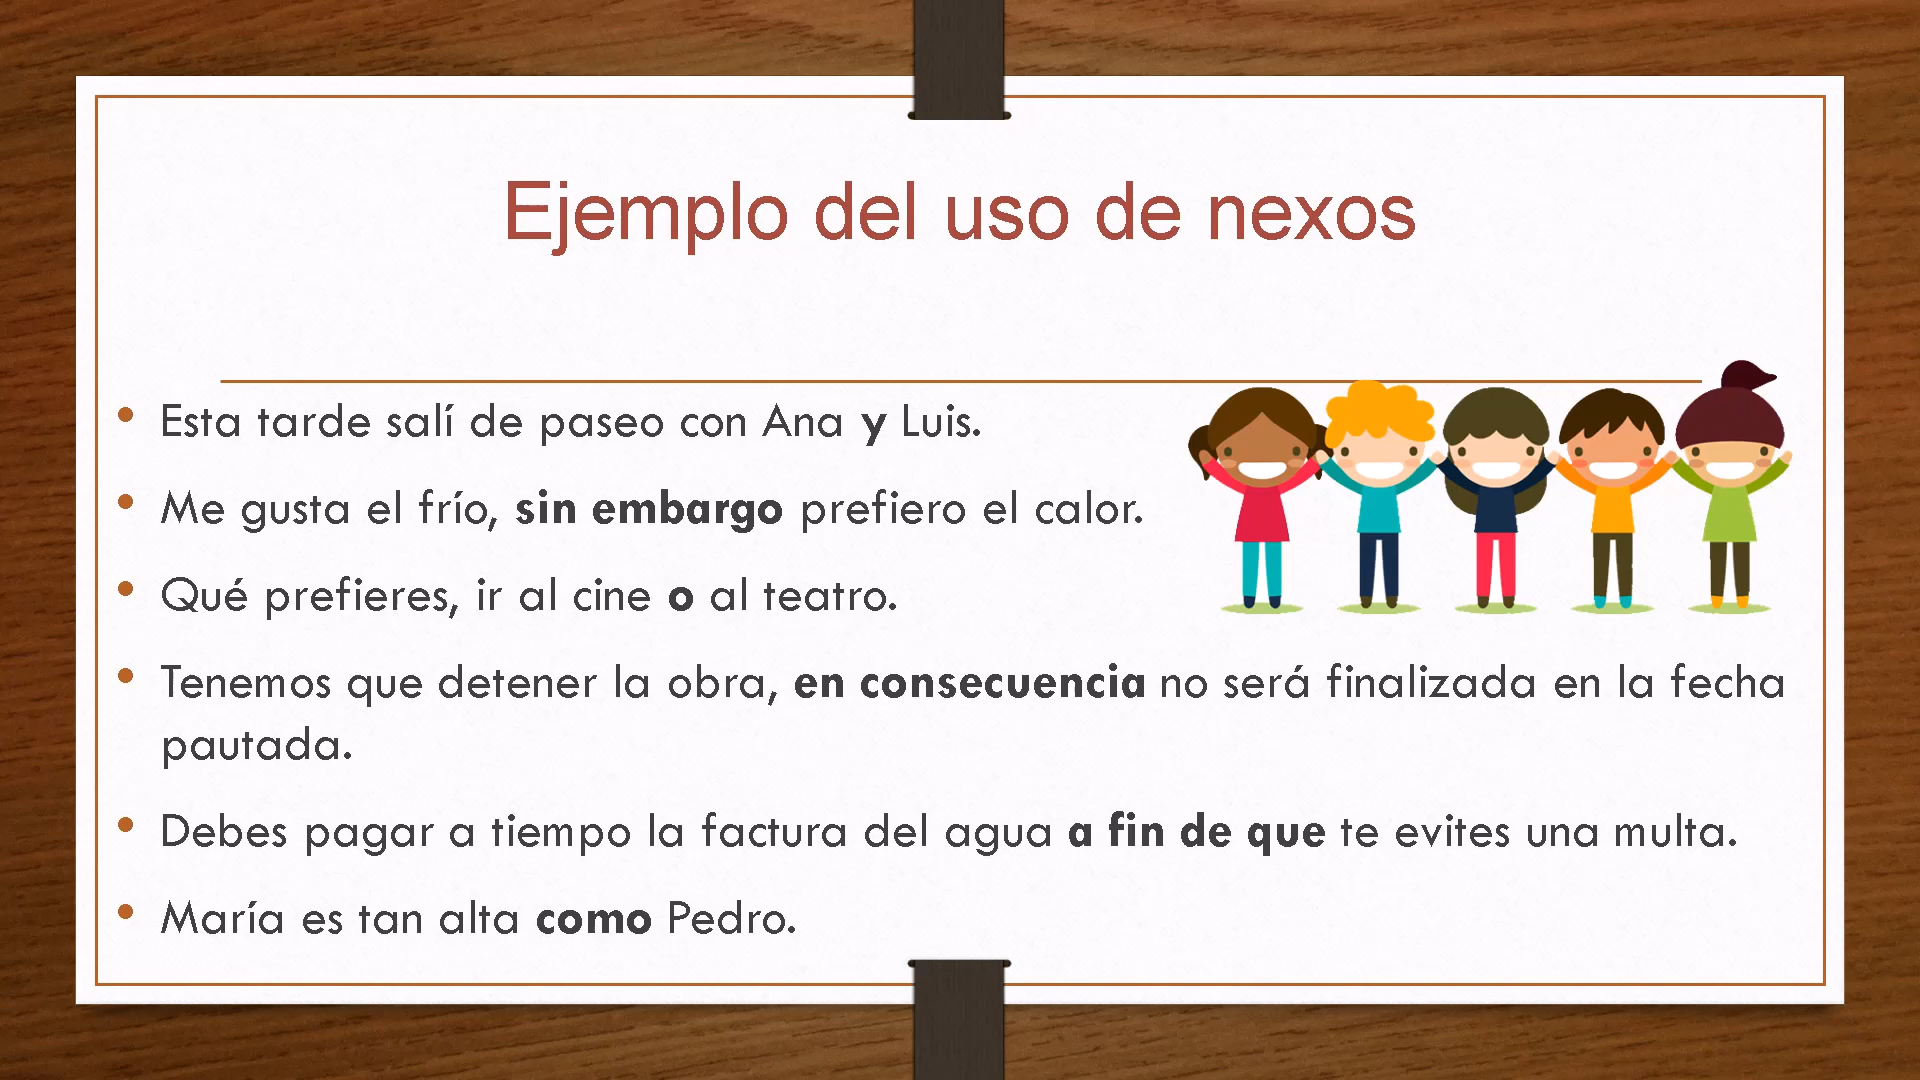 Ejemplo del uso de nexos
• Esta tarde salí de paseo con Ana y Luis.
• Me gusta el frío, sin embargo prefiero el calor.
• Qué prefieres, ir al cine o al teatro.
• Tenemos que detener la obra, en consecuencia no será finalizada en la fecha
pautada.
• Debes pagar a tiempo la factura del agua a fin de que te evites una multa.
• María es tan alta como Pedro.